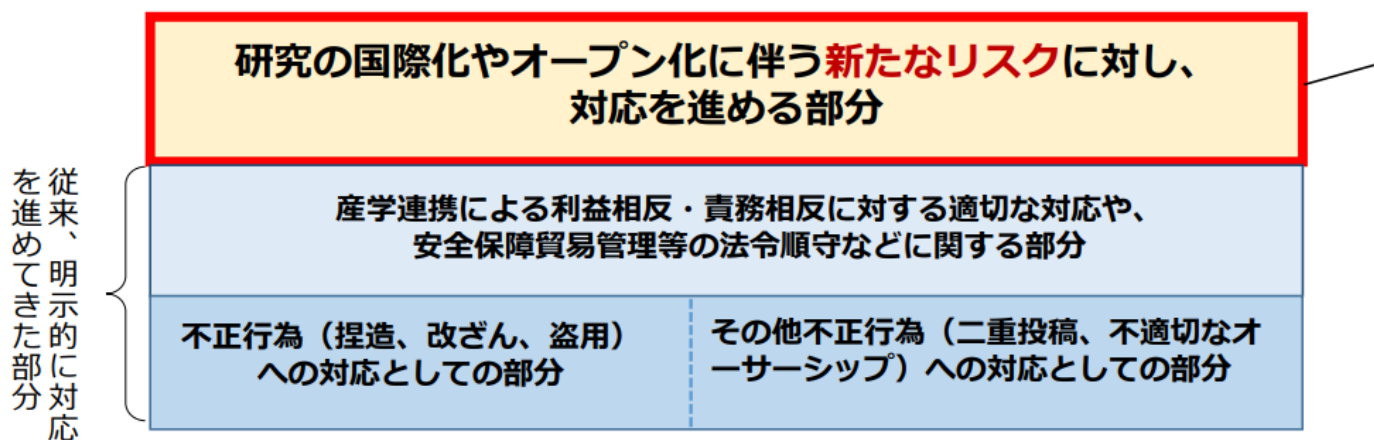 研究の国際化やオープン化に伴う新たなリスクに対し、
対応を進める部分
従来、明示的に対応
を進めてきた部分
産学連携による利益相反・責務相反に対する適切な対応や、
安全保障貿易管理等の法令順守などに関する部分
不正行為（捏造、改ざん、盗用）
への対応としての部分
その他不正行為（二重投稿、不適切なオ
ーサーシップ）への対応としての部分